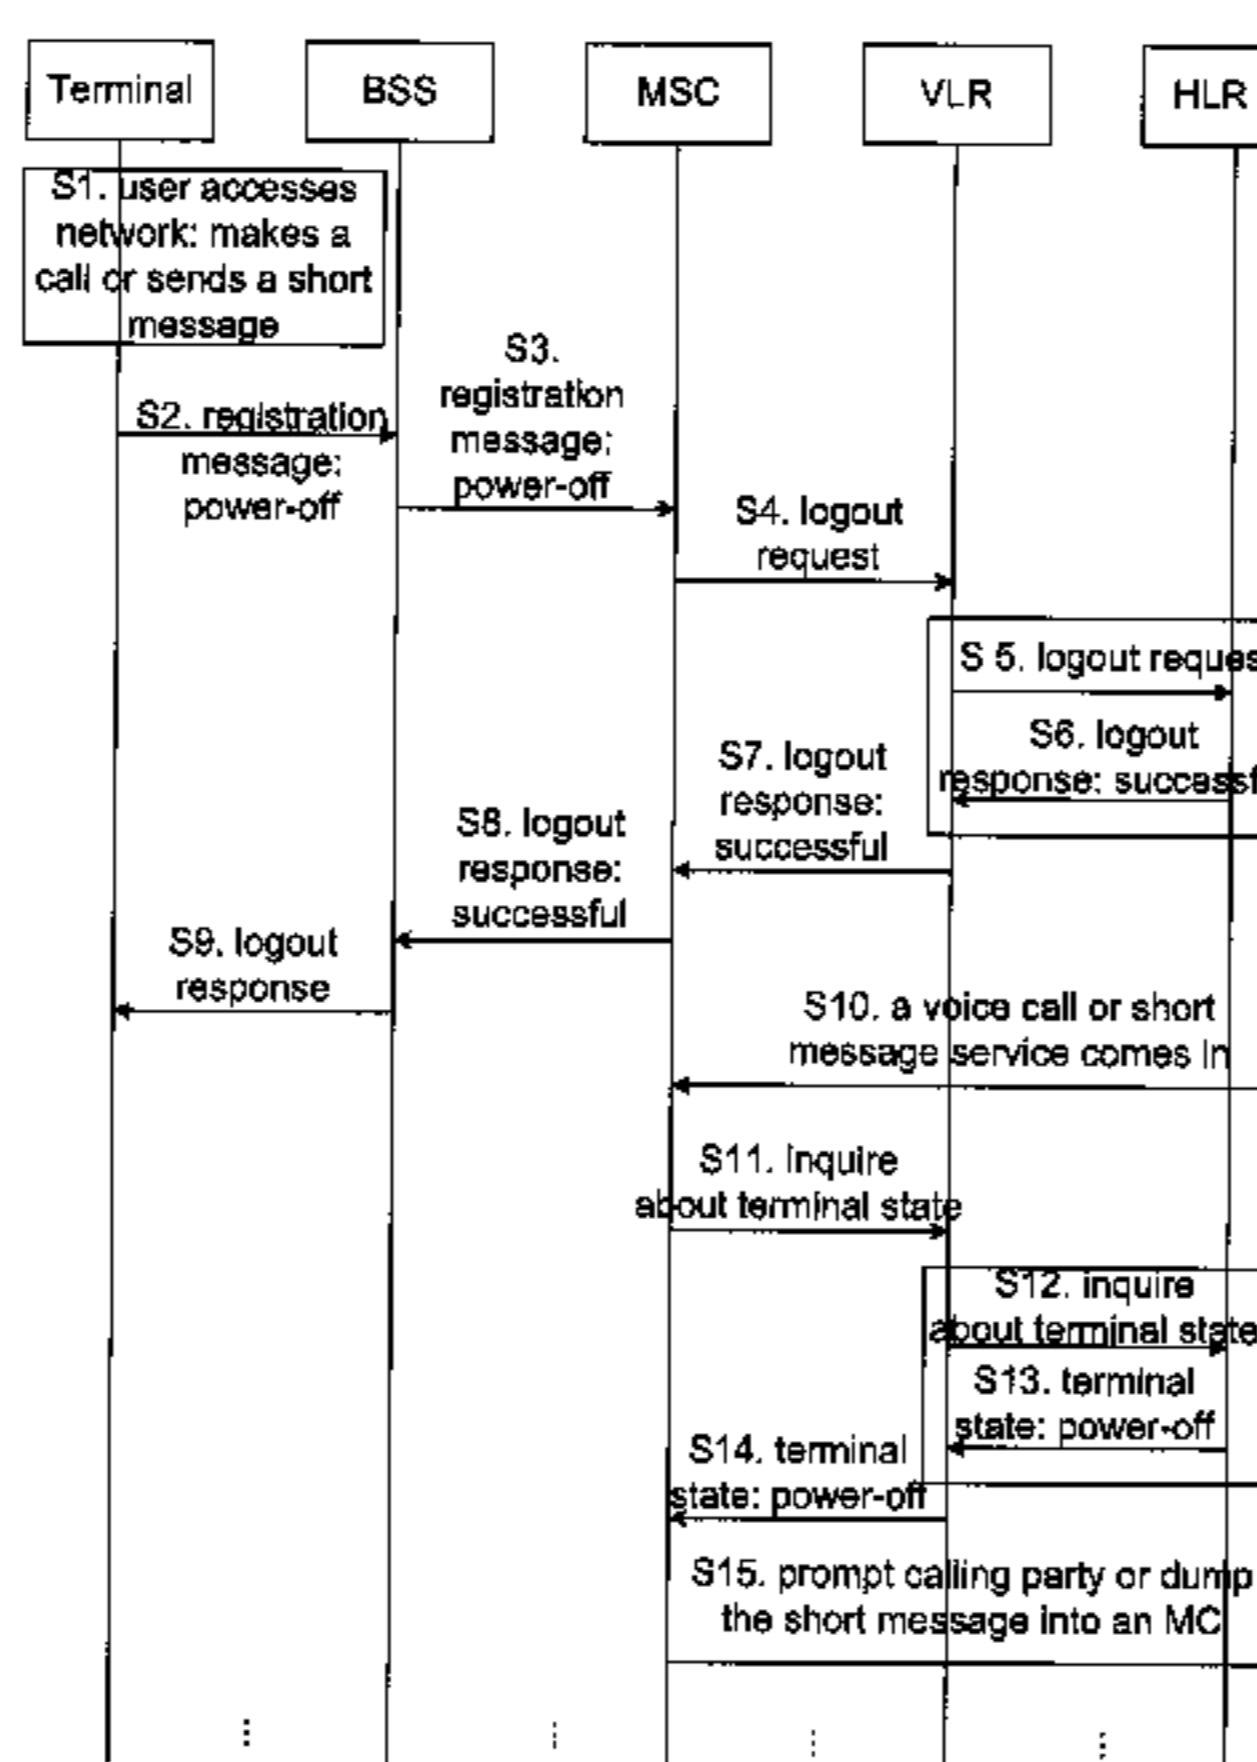 Terminal
BSS
MSC
VLR
HLR
S1. user accesses
network: makes a
call or sends a short
message
S2. registration
message:
power-off
S3.
registration
message:
power-off
S4. logout
request
S 5. logout reques
S6. logout
response: successf
S7. logout
response:
successful
S8. logout
response:
successful
S9. logout
response
S10. a voice call or short
message service comes in
S11. inquire
about terminal state
S12. inquire
about terminal state
S13. terminal
state: power-off
S14. terminal
state: power-off
S15. prompt calling party or dump
the short message into an MC